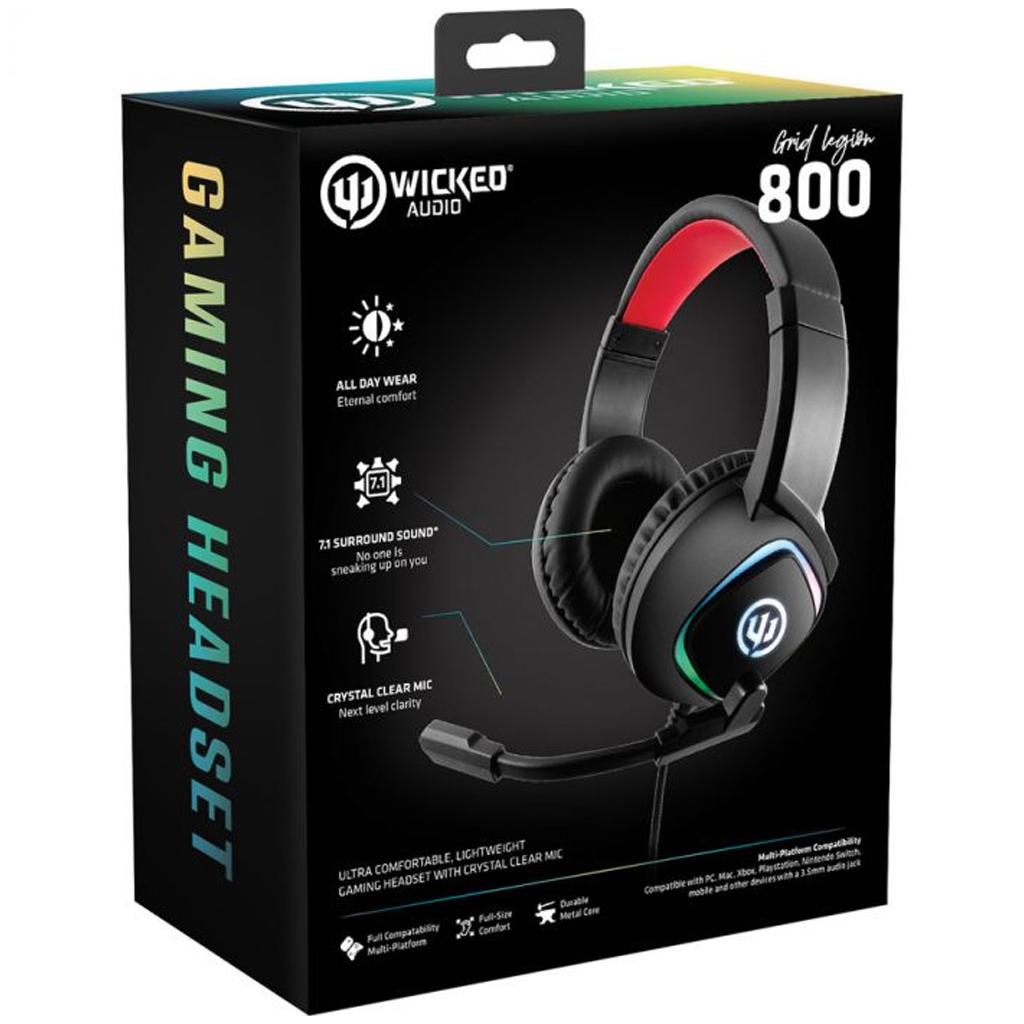 WICKED
AUDIO
GAMING HEADSET
WICKED®
AUDIO
Grid legion
800
ALL DAY WEAR
Eternal comfort
7.1
7.1 SURROUND SOUND*
No one is
sneaking up on you
CRYSTAL CLEAR MIC
Next level clarity
ULTRA COMFORTABLE, LIGHTWEIGHT
GAMING HEADSET WITH CRYSTAL CLEAR MIC
Multi-Platform Compatibility
Compatible with PC, Mac, Xbox, Playstation, Nintendo Switch,
mobile and other devices with a 3.5mm audio jack
Full Compatability
Multi-Platform
Full-Size
Comfort
Durable
Metal Core